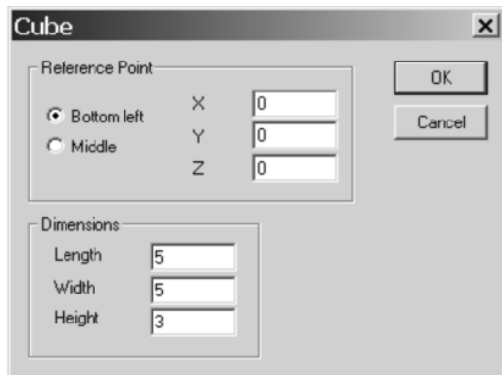 Cube
Reference Point
Bottom left
Middle
X 0
Y 0
Z 0
OK
Cancel
Dimensions
Length 5
Width 5
Height 3